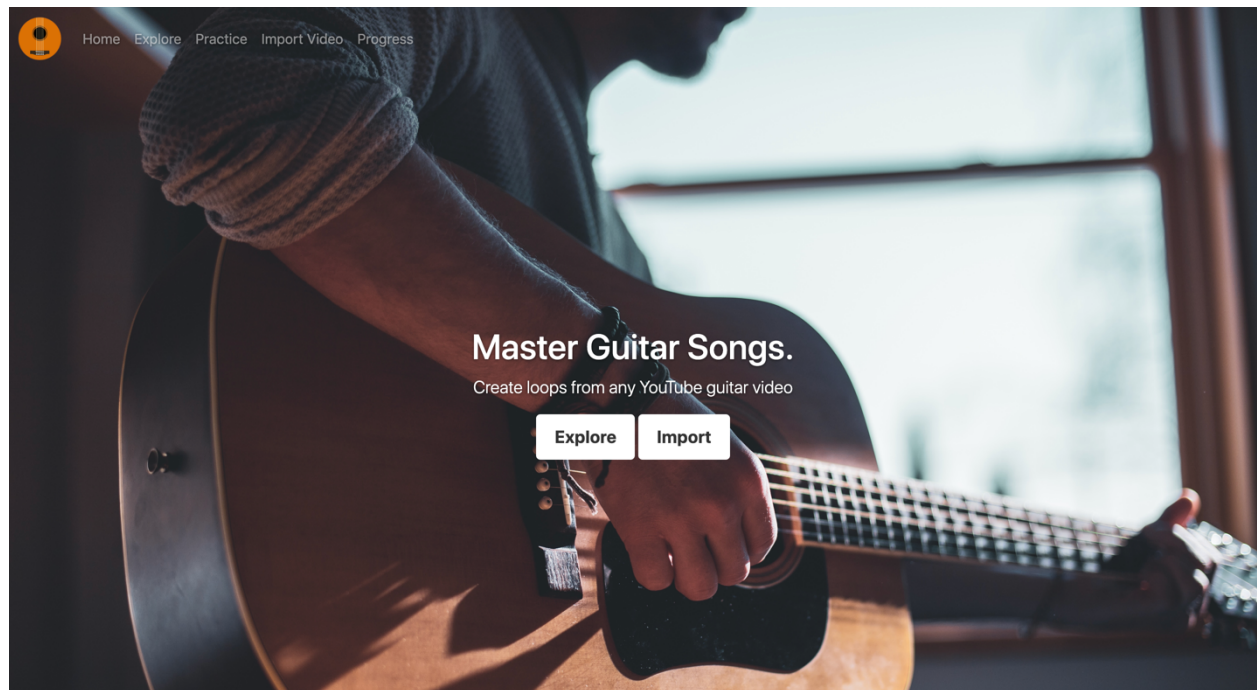 Home Explore Practice Import Video Progress
Master Guitar Songs.
Create loops from any YouTube guitar video
Explore Import